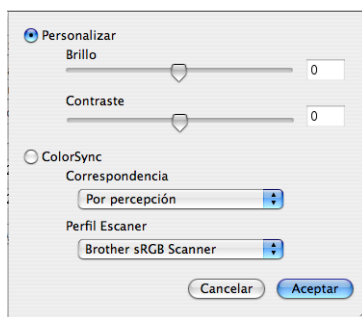 Personalizar
Brillo
0
Contraste
0
ColorSync
Correspondencia
Por percepción
Perfil Escaner
Brother sRGB Scanner
Cancelar Aceptar